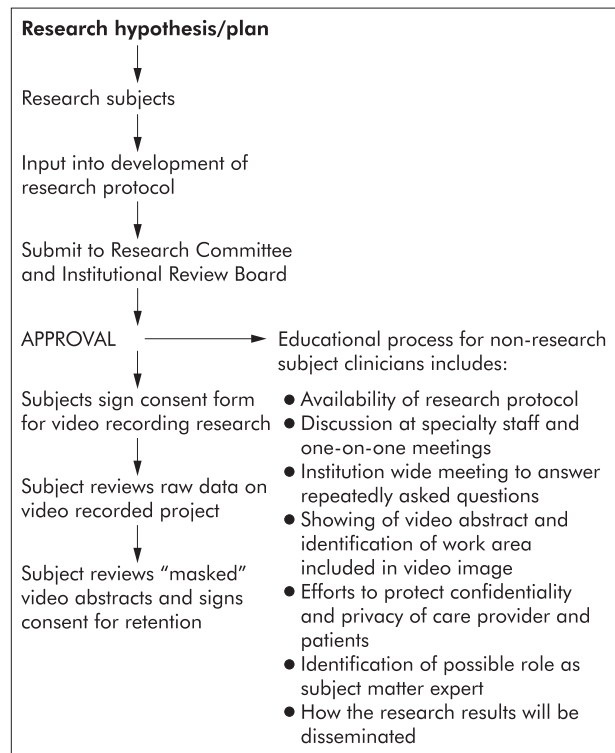 Research hypothesis/plan
Research subjects
Input into development of
research protocol
Submit to Research Committee
and Institutional Review Board
APPROVAL
Subjects sign consent form
for video recording research
Subject reviews raw data on
video recorded project
Subject reviews “masked”
video abstracts and signs
consent for retention
Educational process for non-research
subject clinicians includes:
● Availability of research protocol
● Discussion at specialty staff and
one-on-one meetings
● Institution wide meeting to answer
repeatedly asked questions
● Showing of video abstract and
identification of work area
included in video image
● Efforts to protect confidentiality
and privacy of care provider and
patients
● Identification of possible role as
subject matter expert
● How the research results will be
disseminated